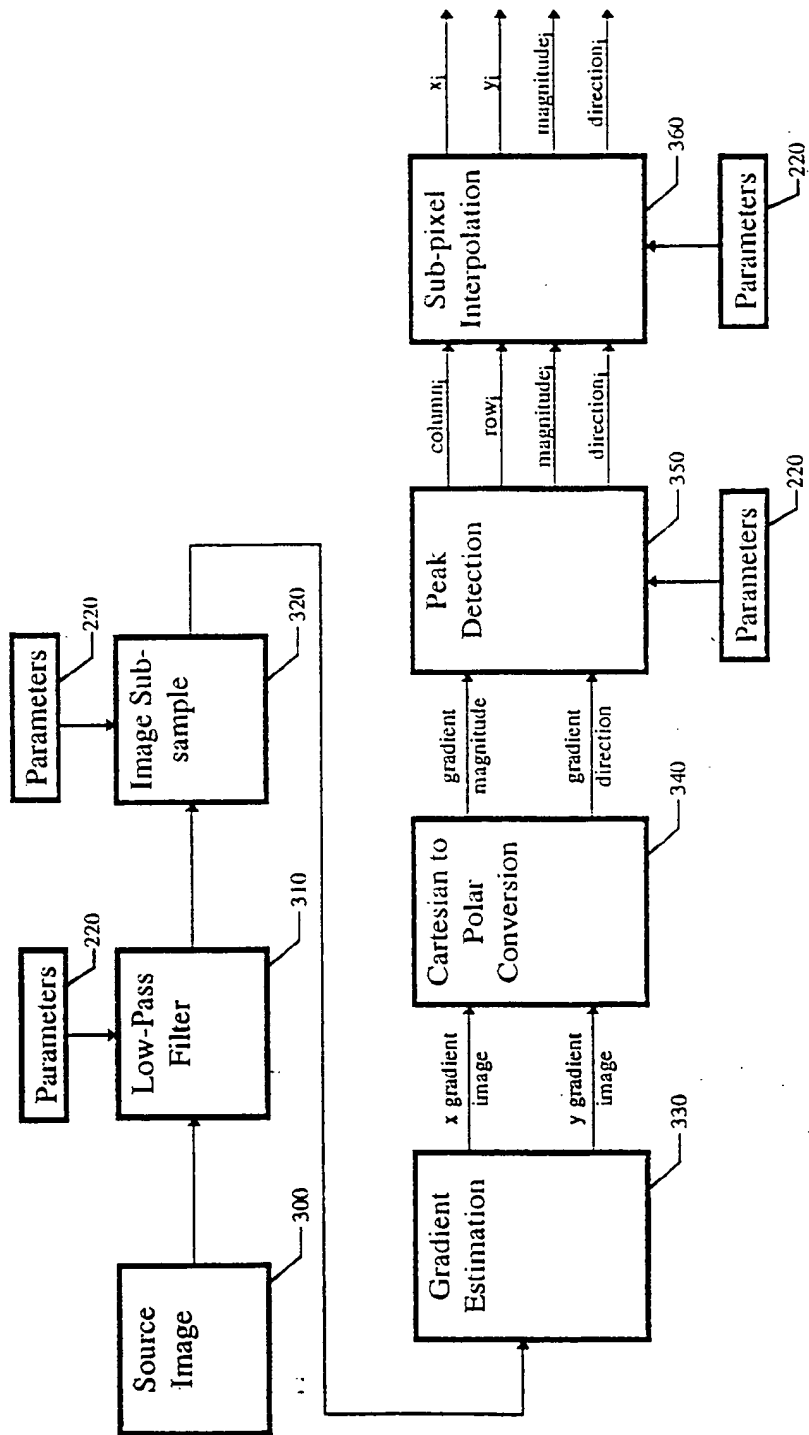 Parameters
220
Parameters
220
Source
Image
300
Low-Pass
Filter
310
Image Sub-
sample
320
Gradient
Estimation
330
x gradient
image
y gradient
image
Cartesian to
Polar
Conversion
340
gradient
magnitude
gradient
direction
Peak
Detection
350
Parameters
220
columnᵢ
rowᵢ
magnitudeᵢ
directionᵢ
Sub-pixel
Interpolation
360
Parameters
220
xᵢ
yᵢ
magnitudeᵢ
directionᵢ